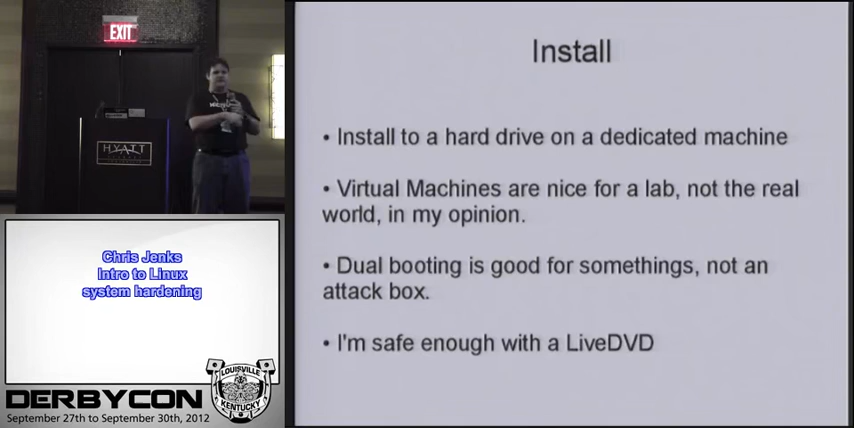 EXIT
HYATT
Chris Jenks
Intro to Linux
system hardening
DERBYCON
September 27th to September 30th, 2012
LOUISVILLE
KENTUCKY
Install
• Install to a hard drive on a dedicated machine
• Virtual Machines are nice for a lab, not the real
world, in my opinion.
• Dual booting is good for somethings, not an
attack box.
• I'm safe enough with a LiveDVD